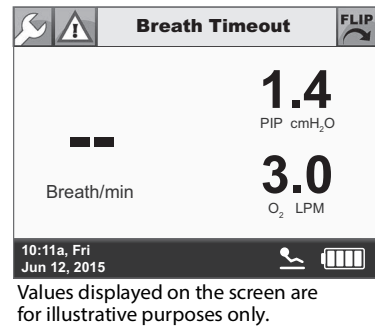 Breath Timeout
FLIP
1.4
PIP cmH₂O
--
Breath/min
3.0
O₂ LPM
10:11a, Fri
Jun 12, 2015
Values displayed on the screen are
for illustrative purposes only.